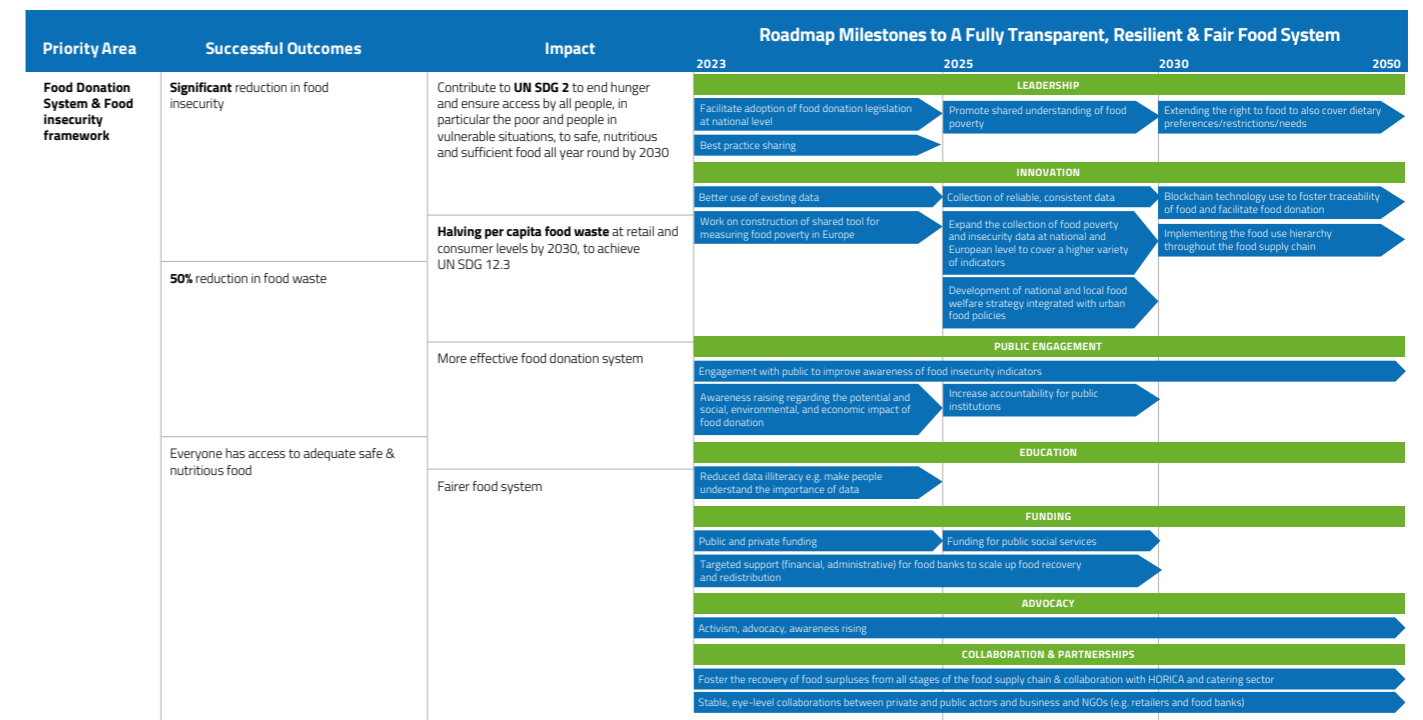 Priority Area
Successful Outcomes
Impact
Roadmap Milestones to A Fully Transparent, Resilient & Fair Food System
2023
2025
2030
2050
Food Donation
System & Food
insecurity
framework
Significant reduction in food
insecurity
50% reduction in food waste
Everyone has access to adequate safe &
nutritious food
Contribute to UN SDG 2 to end hunger
and ensure access by all people, in
particular the poor and people in
vulnerable situations, to safe, nutritious
and sufficient food all year round by 2030
Halving per capita food waste at retail and
consumer levels by 2030, to achieve
UN SDG 12.3
More effective food donation system
Fairer food system
LEADERSHIP
Facilitate adoption of food donation legislation
at national level
Promote shared understanding of food
poverty
Extending the right to food to also cover dietary
preferences/restrictions/needs
Best practice sharing
INNOVATION
Better use of existing data
Collection of reliable, consistent data
Blockchain technology use to foster traceability
of food and facilitate food donation
Work on construction of shared tool for
measuring food poverty in Europe
Expand the collection of food poverty
and insecurity data at national and
European level to cover a higher variety
of indicators
Implementing the food use hierarchy
throughout the food supply chain
Development of national and local food
welfare strategy integrated with urban
food policies
PUBLIC ENGAGEMENT
Engagement with public to improve awareness of food insecurity indicators
Awareness raising regarding the potential and
social, environmental, and economic impact of
food donation
Increase accountability for public
institutions
EDUCATION
Reduced data illiteracy e.g. make people
understand the importance of data
FUNDING
Public and private funding
Funding for public social services
Targeted support (financial, administrative) for food banks to scale up food recovery
and redistribution
ADVOCACY
Activism, advocacy, awareness rising
COLLABORATION & PARTNERSHIPS
Foster the recovery of food surpluses from all stages of the food supply chain & collaboration with HORICA and catering sector
Stable, eye-level collaborations between private and public actors and business and NGOs (e.g. retailers and food banks)